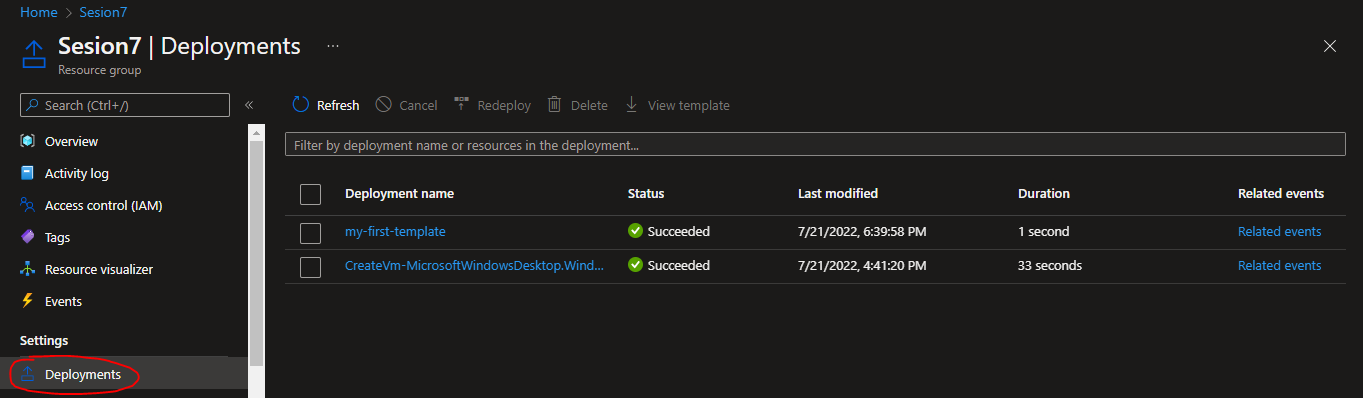 Home > Sesion7
Sesion7 | Deployments ...
Resource group
Search (Ctrl+/)
«
Overview
Activity log
Access control (IAM)
Tags
Resource visualizer
Events
Settings
Deployments
Refresh Cancel Redeploy Delete View template
Filter by deployment name or resources in the deployment...
Deployment name Status Last modified Duration Related events
my-first-template Succeeded 7/21/2022, 6:39:58 PM 1 second Related events
CreateVm-MicrosoftWindowsDesktop.Wind... Succeeded 7/21/2022, 4:41:20 PM 33 seconds Related events